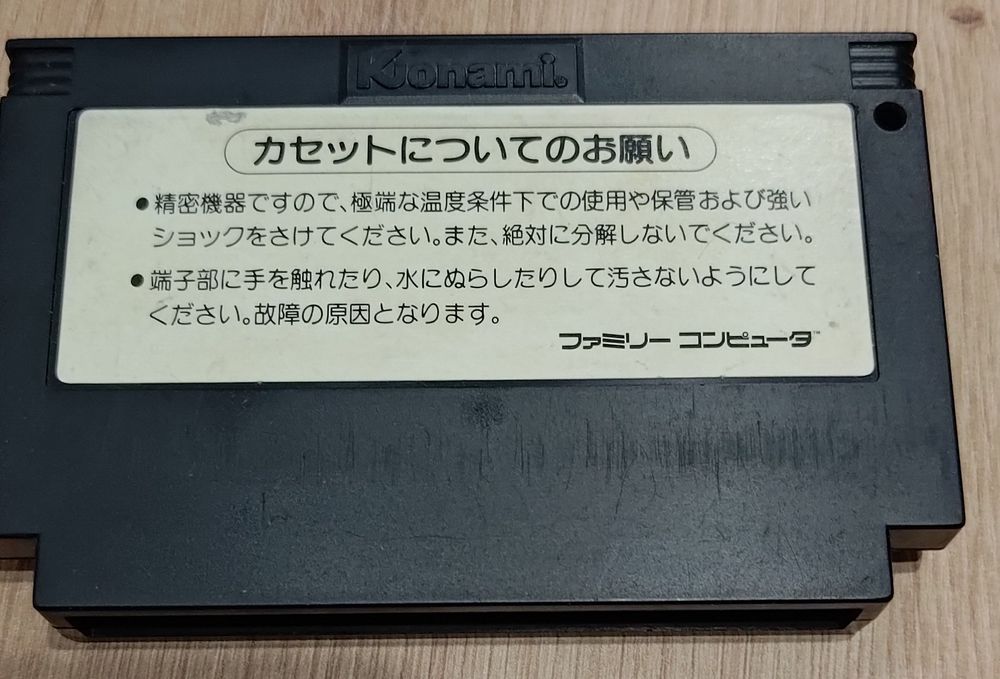 Konami®
カセットについてのお願い
●精密機器ですので、極端な温度条件下での使用や保管および強い
ショックをさけてください。また、絶対に分解しないでください。
●端子部に手を触れたり、水にぬらしたりして汚さないようにして
ください。故障の原因となります。
ファミリー コンピュータ™